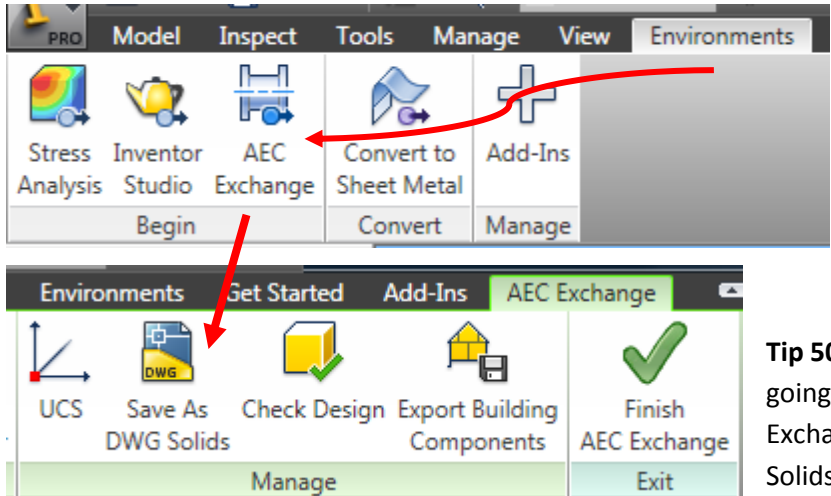 PRO Model Inspect Tools Manage View Environments
Stress Inventor AEC Convert to Add-Ins
Analysis Studio Exchange Sheet Metal
Begin Convert Manage
Environments Get Started Add-Ins AEC Exchange
DWG
UCS Save As Check Design Export Building Finish
DWG Solids Components AEC Exchange
Manage Exit
Tip 50
going
Excha
Solids